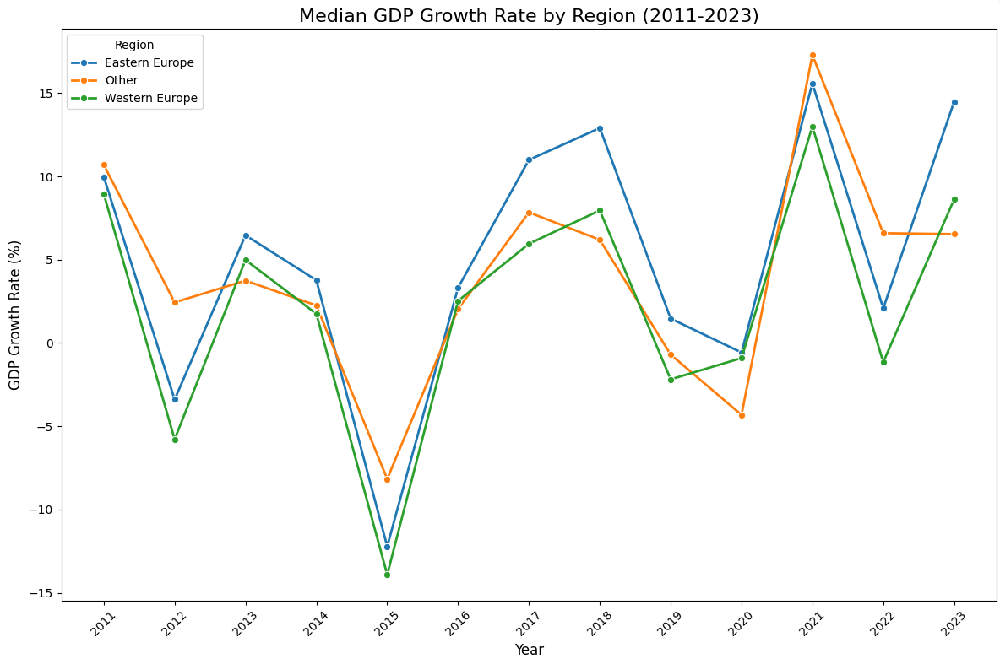 Median GDP Growth Rate by Region (2011-2023)
Region
Eastern Europe
Other
Western Europe
GDP Growth Rate (%)
15
10
5
0
−5
−10
−15
2011
2012
2013
2014
2015
2016
2017
2018
2019
2020
2021
2022
2023
Year